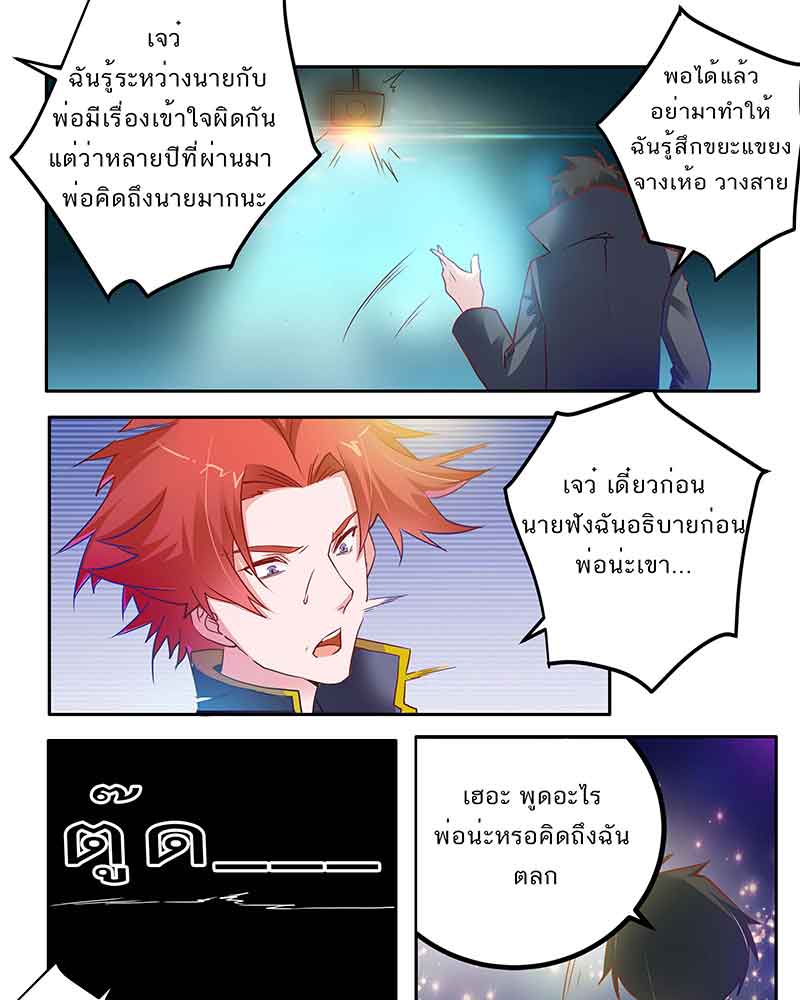 เจว๋
ฉันรู้ระหว่างนายกับ
พ่อมีเรื่องเข้าใจผิดกัน
แต่ว่าหลายปีที่ผ่านมา
พ่อคิดถึงนายมากนะ
พอได้แล้ว
อย่ามาทำให้
ฉันรู้สึกขยะแขยง
จางเห้อ วางสาย
เจว๋ เดี๋ยวก่อน
นายฟังฉันอธิบายก่อน
พ่อน่ะเขา...
ตู๊ด___
เฮอะ พูดอะไร
พ่อน่ะหรอคิดถึงฉัน
ตลก